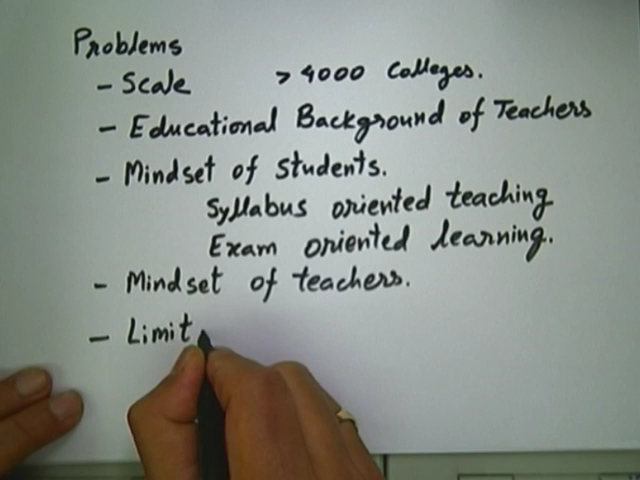 Problems
- Scale > 4000 Colleges.
- Educational Background of Teachers
- Mindset of Students.
Syllabus oriented teaching
Exam oriented learning.
- Mindset of teachers.
- Limit